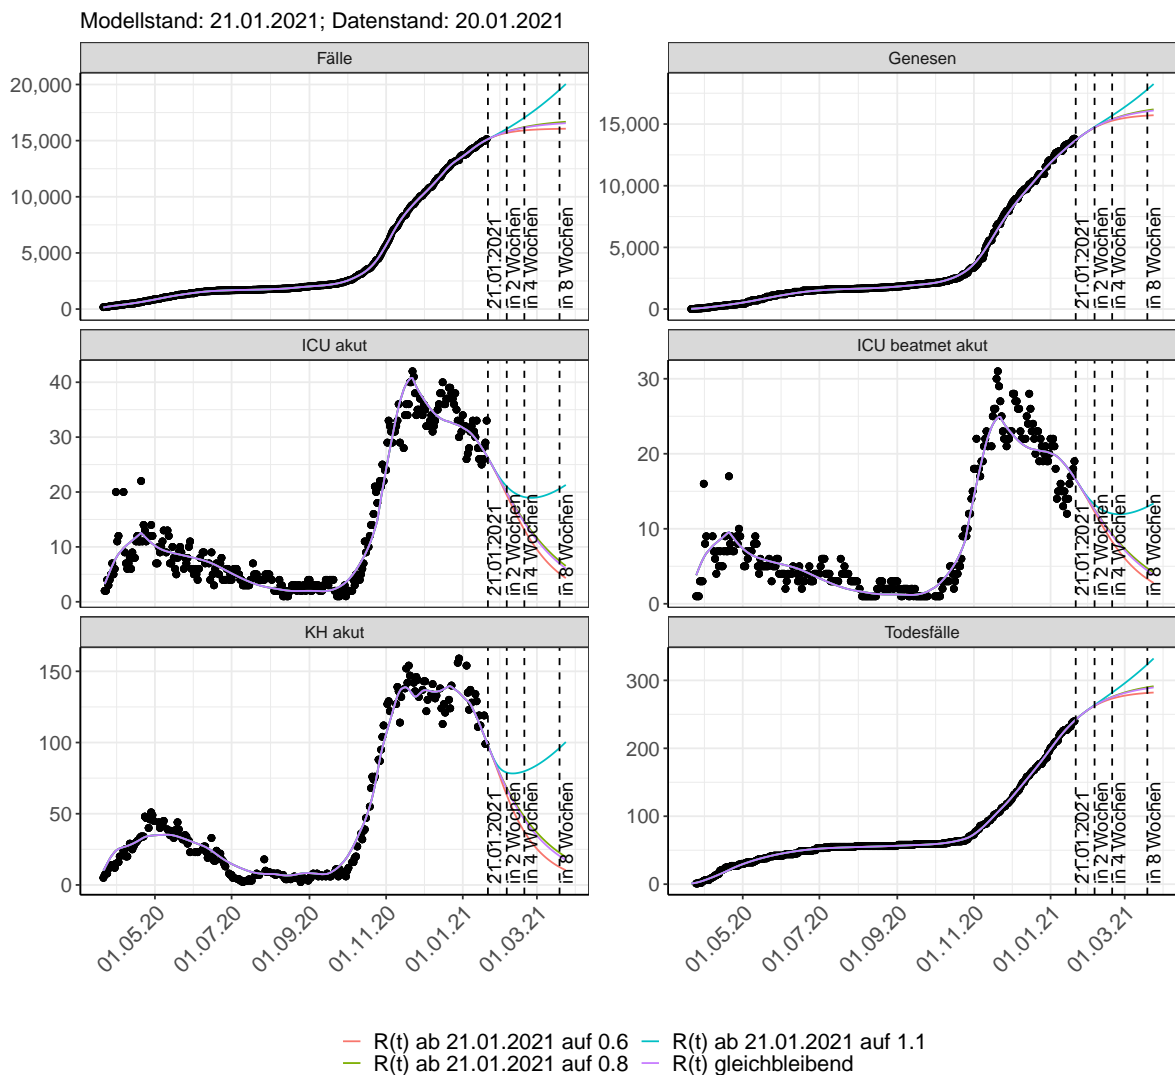 Modellstand: 21.01.2021; Datenstand: 20.01.2021
Fälle
Genesen
20,000
15,000
10,000
5,000
0
21.01.2021
in 2 Wochen
in 4 Wochen
in 8 Wochen
15,000
10,000
5,000
0
21.01.2021
in 2 Wochen
in 4 Wochen
in 8 Wochen
ICU akut
ICU beatmet akut
40
30
20
10
0
21.01.2021
in 2 Wochen
in 4 Wochen
in 8 Wochen
30
20
10
0
21.01.2021
in 2 Wochen
in 4 Wochen
in 8 Wochen
KH akut
Todesfälle
150
100
50
0
21.01.2021
in 2 Wochen
in 4 Wochen
in 8 Wochen
300
200
100
0
21.01.2021
in 2 Wochen
in 4 Wochen
in 8 Wochen
01.05.20
01.07.20
01.09.20
01.11.20
01.01.21
01.03.21
01.05.20
01.07.20
01.09.20
01.11.20
01.01.21
01.03.21
R(t) ab 21.01.2021 auf 0.6
R(t) ab 21.01.2021 auf 1.1
R(t) ab 21.01.2021 auf 0.8
R(t) gleichbleibend